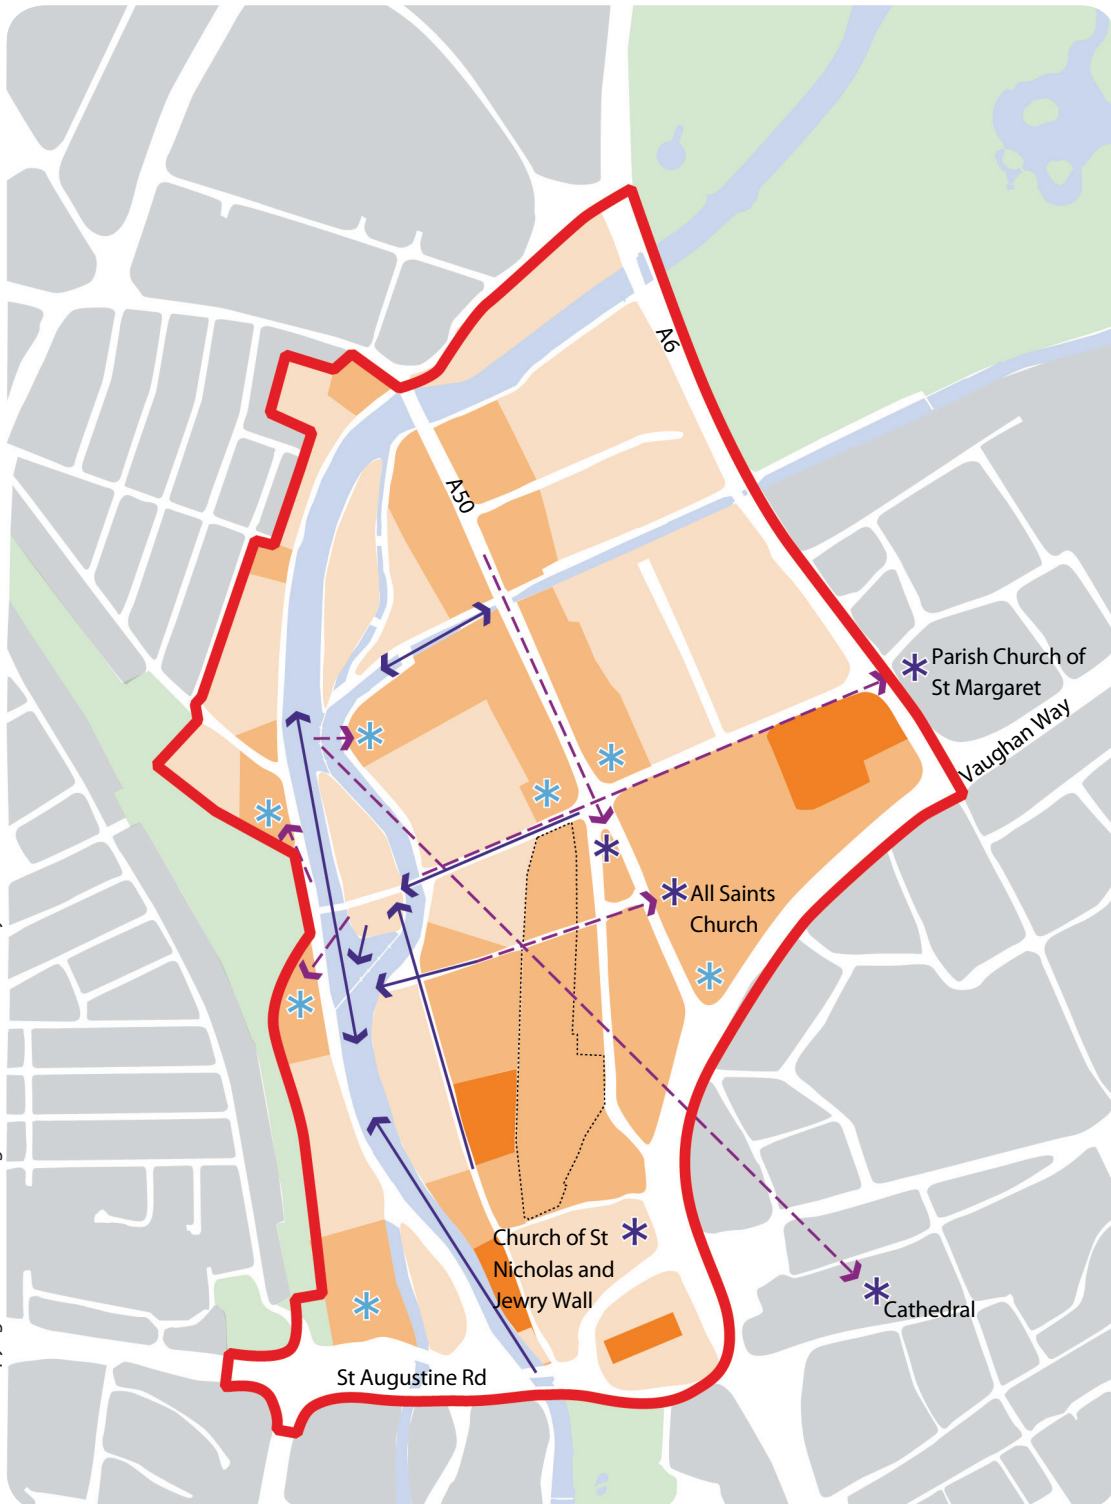 A6
A50
Parish Church of
St Margaret
Vaughan Way
All Saints
Church
Church of St
Nicholas and
Jewry Wall
Cathedral
St Augustine Rd